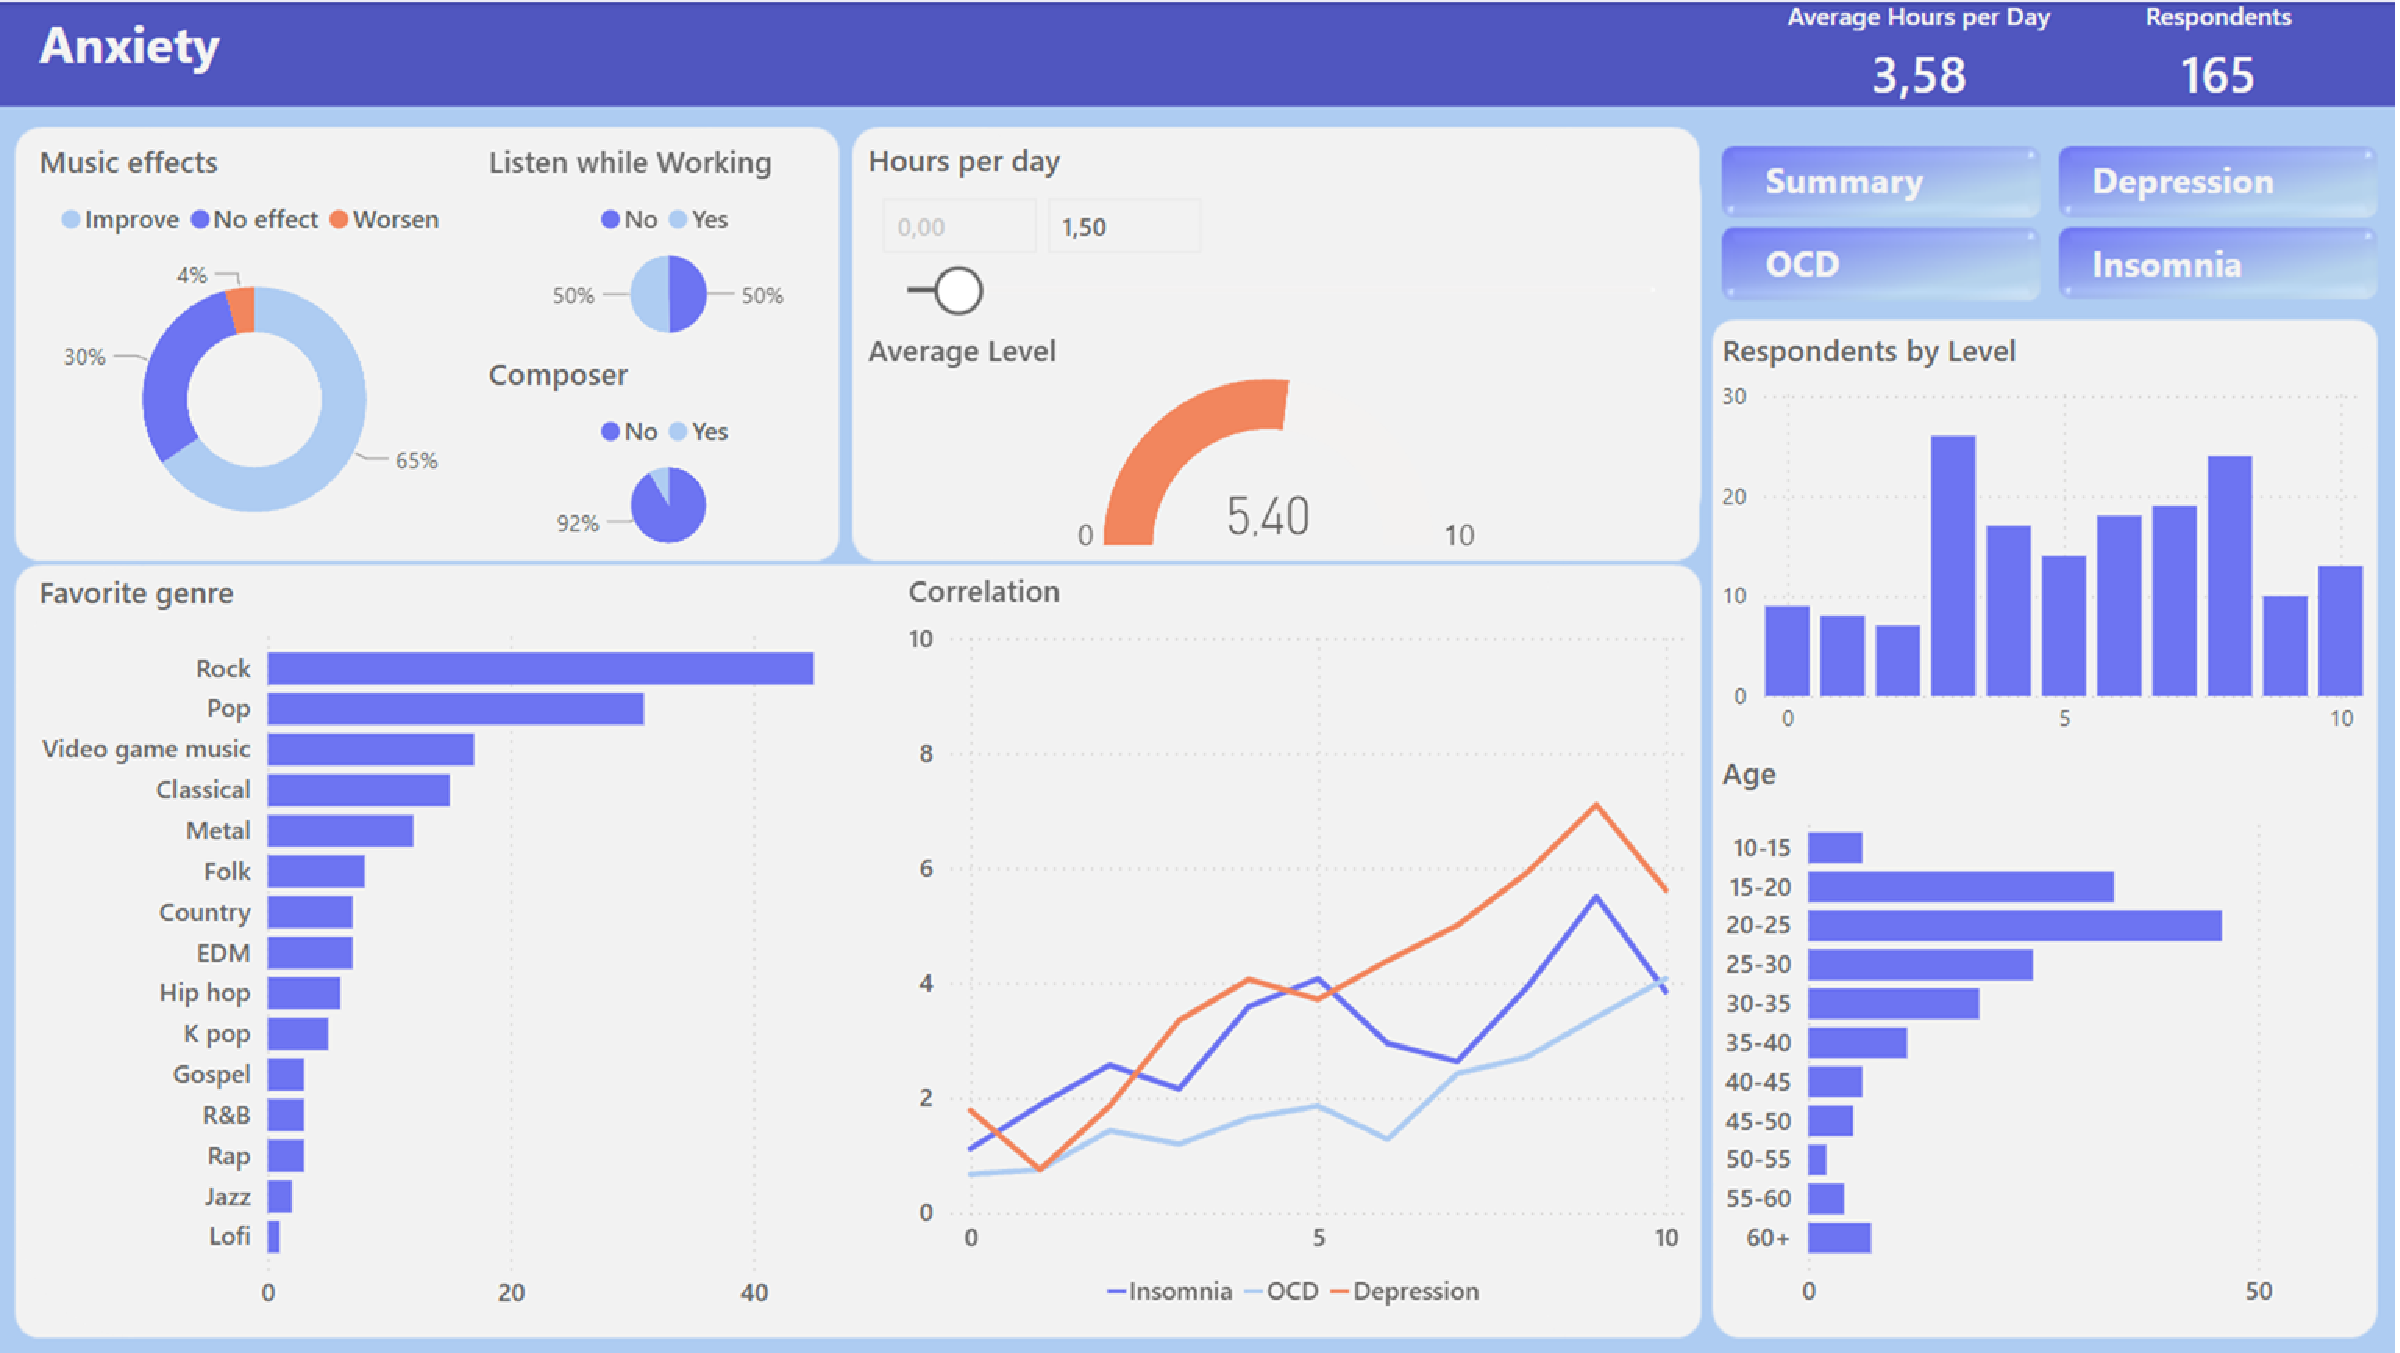 Anxiety
Average Hours per Day
3,58
Respondents
165
Music effects
Improve No effect Worsen
4%
30%
65%
Listen while Working
No Yes
50% 50%
Composer
No Yes
92%
Hours per day
0,00 1,50
Average Level
5,40
0 10
Summary Depression
OCD Insomnia
Respondents by Level
30
20
10
0
0 5 10
Favorite genre
Rock
Pop
Video game music
Classical
Metal
Folk
Country
EDM
Hip hop
K pop
Gospel
R&B
Rap
Jazz
Lofi
0 20 40
Correlation
10
8
6
4
2
0
0 5 10
Insomnia OCD Depression
Age
10-15
15-20
20-25
25-30
30-35
35-40
40-45
45-50
50-55
55-60
60+
0 50